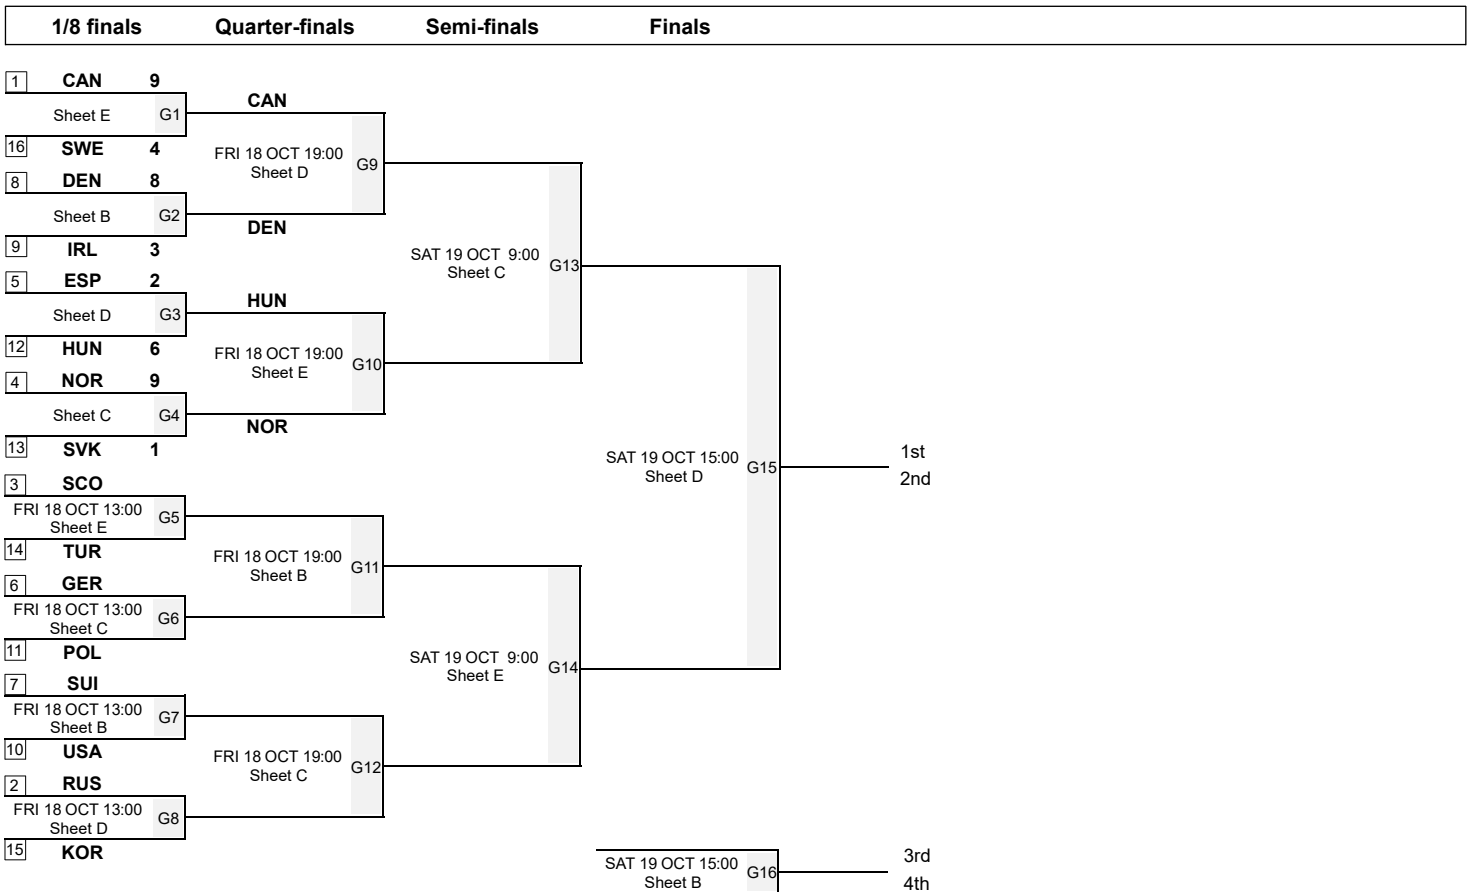 1/8 finals Quarter-finals Semi-finals Finals
1 CAN 9
CAN
Sheet E G1
16 SWE 4
FRI 18 OCT 19:00
Sheet D
G9
8 DEN 8
Sheet B G2
DEN
9 IRL 3
SAT 19 OCT 9:00
Sheet C
G13
5 ESP 2
HUN
Sheet D G3
12 HUN 6
FRI 18 OCT 19:00
Sheet E
G10
4 NOR 9
Sheet C G4
NOR
13 SVK 1
SAT 19 OCT 15:00
Sheet D
G15
1st
2nd
3 SCO
FRI 18 OCT 13:00
Sheet E
G5
14 TUR
FRI 18 OCT 19:00
Sheet B
G11
6 GER
FRI 18 OCT 13:00
Sheet C
G6
11 POL
SAT 19 OCT 9:00
Sheet E
G14
7 SUI
FRI 18 OCT 13:00
Sheet B
G7
10 USA
FRI 18 OCT 19:00
Sheet C
G12
2 RUS
FRI 18 OCT 13:00
Sheet D
G8
15 KOR
SAT 19 OCT 15:00
Sheet B
G16
3rd
4th